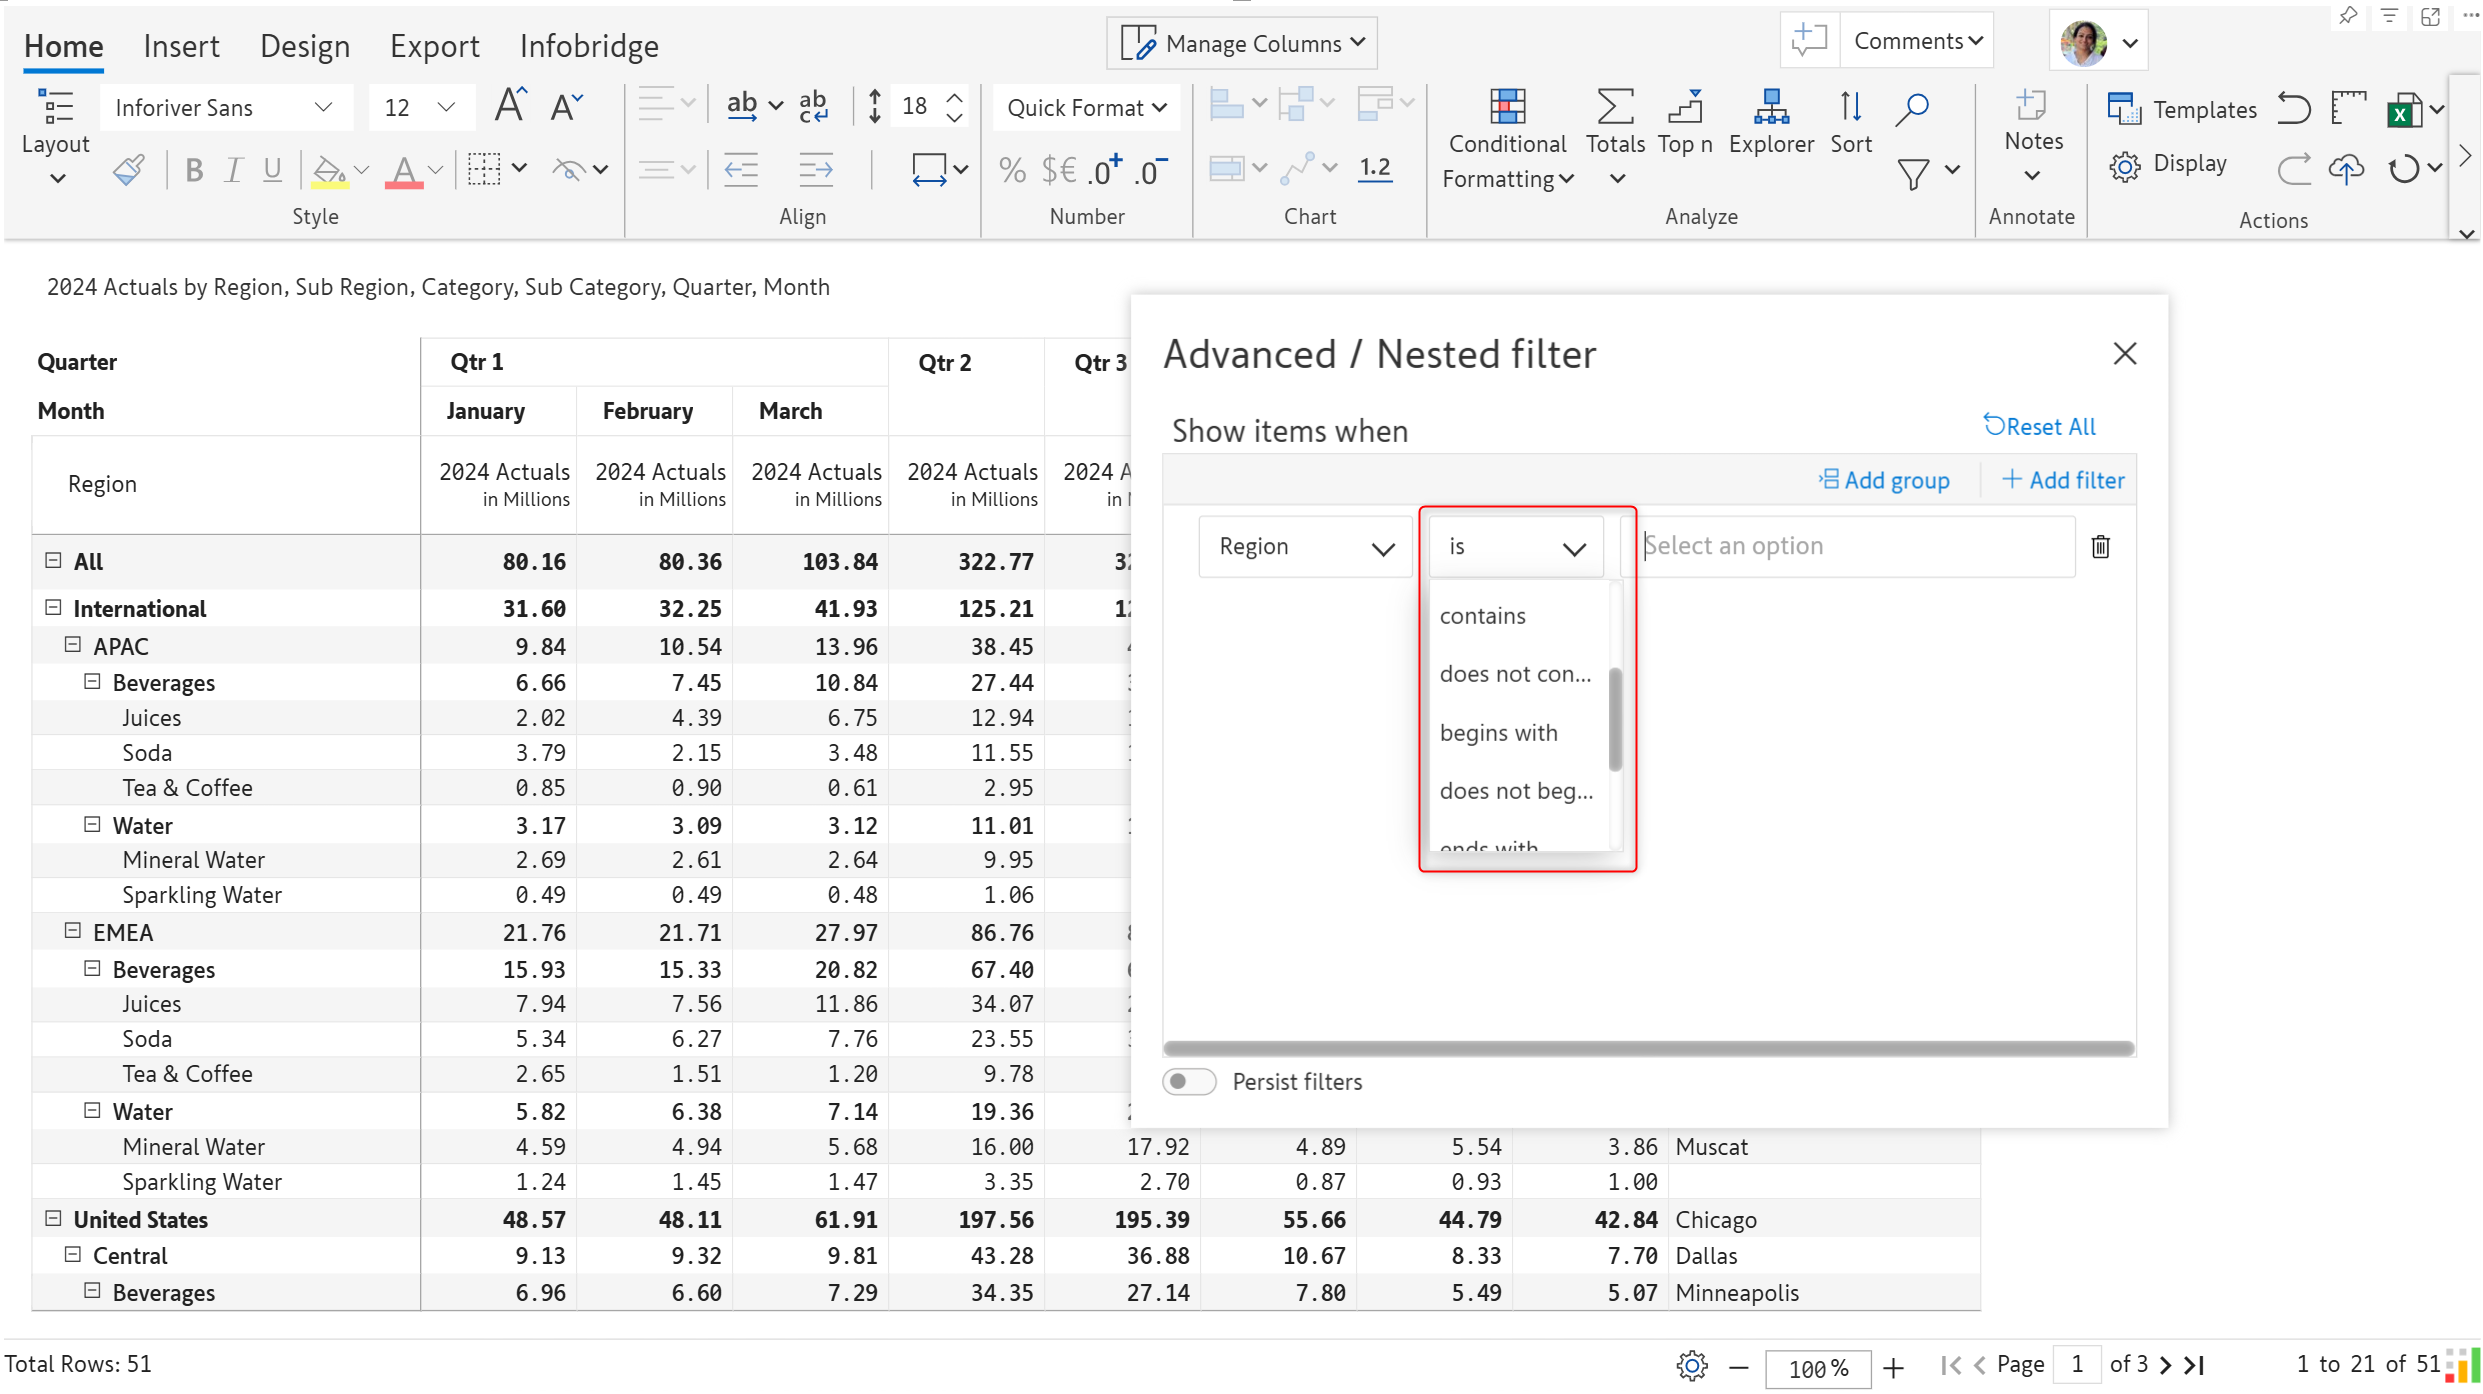 Home Insert Design Export Infobridge Manage Columns Comments
Layout Inforiver Sans 12 ab ab c 18 Quick Format Conditional Formatting Totals Top n Explorer Sort Notes Templates
B I U A % $€ .0+ .0- 1.2 Display
Style Align Number Chart Analyze Annotate Actions
2024 Actuals by Region, Sub Region, Category, Sub Category, Quarter, Month
Quarter Qtr 1 Qtr 2 Qtr 3
Month January February March
Region 2024 Actuals 2024 Actuals 2024 Actuals 2024 Actuals 2024 A
in Millions in Millions in Millions in Millions in
All 80.16 80.36 103.84 322.77
International 31.60 32.25 41.93 125.21
APAC 9.84 10.54 13.96 38.45
Beverages 6.66 7.45 10.84 27.44
Juices 2.02 4.39 6.75 12.94
Soda 3.79 2.15 3.48 11.55
Tea & Coffee 0.85 0.90 0.61 2.95
Water 3.17 3.09 3.12 11.01
Mineral Water 2.69 2.61 2.64 9.95
Sparkling Water 0.49 0.49 0.48 1.06
EMEA 21.76 21.71 27.97 86.76
Beverages 15.93 15.33 20.82 67.40
Juices 7.94 7.56 11.86 34.07
Soda 5.34 6.27 7.76 23.55
Tea & Coffee 2.65 1.51 1.20 9.78
Water 5.82 6.38 7.14 19.36
Mineral Water 4.59 4.94 5.68 16.00 17.92 4.89 5.54 3.86 Muscat
Sparkling Water 1.24 1.45 1.47 3.35 2.70 0.87 0.93 1.00
United States 48.57 48.11 61.91 197.56 195.39 55.66 44.79 42.84 Chicago
Central 9.13 9.32 9.81 43.28 36.88 10.67 8.33 7.70 Dallas
Beverages 6.96 6.60 7.29 34.35 27.14 7.80 5.49 5.07 Minneapolis
Advanced / Nested filter
Show items when Reset All
Add group + Add filter
Region is Select an option
contains
does not con...
begins with
does not beg...
ends with
Persist filters
Total Rows: 51 100 % Page 1 of 3 1 to 21 of 51